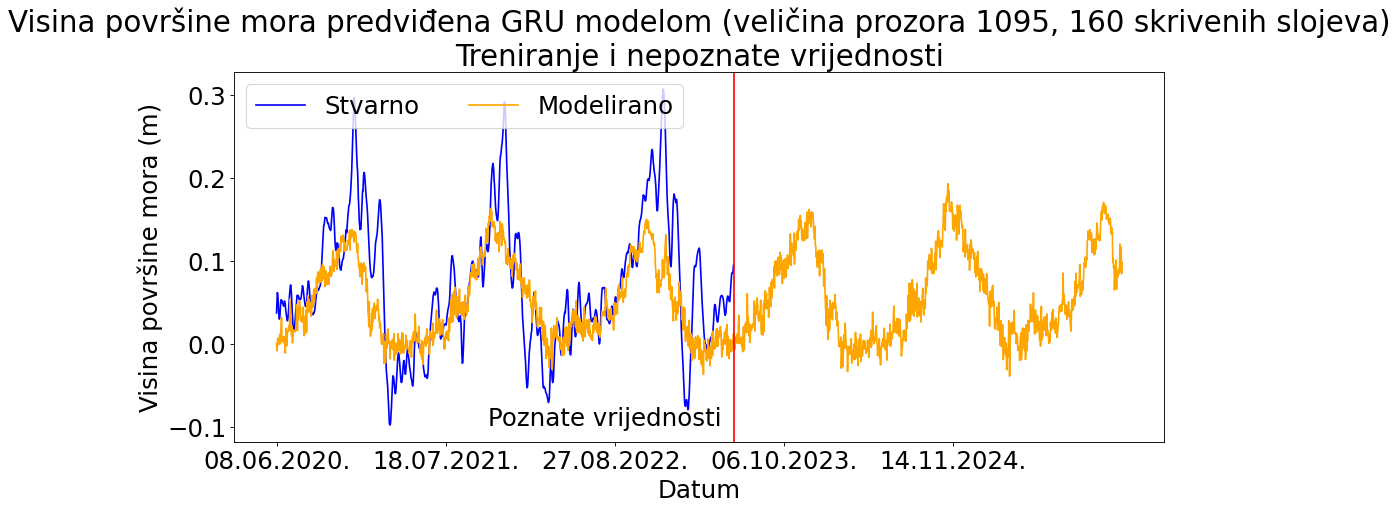 Visina površine mora predviđena GRU modelom (veličina prozora 1095, 160 skrivenih slojeva)
Treniranje i nepoznate vrijednosti
Stvarno Modelirano
Visina površine mora (m)
0.3
0.2
0.1
0.0
−0.1
Poznate vrijednosti
08.06.2020. 18.07.2021. 27.08.2022. 06.10.2023. 14.11.2024.
Datum